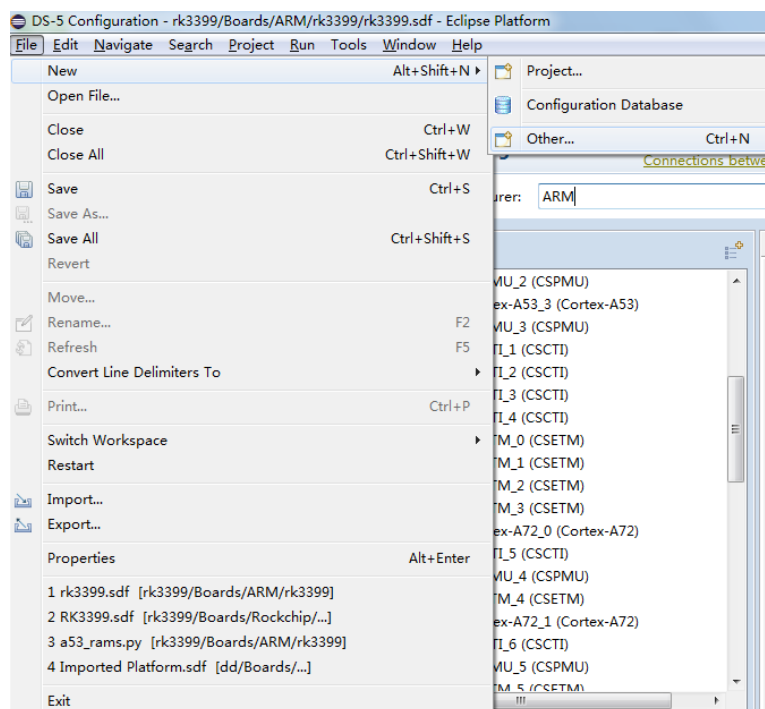 DS-5 Configuration - rk3399/Boards/ARM/rk3399/rk3399.sdf - Eclipse Platform
File Edit Navigate Search Project Run Tools Window Help
New Alt+Shift+N
Open File...
Close Ctrl+W
Close All Ctrl+Shift+W
Save Ctrl+S
Save As...
Save All Ctrl+Shift+S
Revert
Move...
Rename... F2
Refresh F5
Convert Line Delimiters To
Print... Ctrl+P
Switch Workspace
Restart
Import...
Export...
Properties Alt+Enter
1 rk3399.sdf [rk3399/Boards/ARM/rk3399]
2 RK3399.sdf [rk3399/Boards/Rockchip/...]
3 a53_rams.py [rk3399/Boards/ARM/rk3399]
4 Imported Platform.sdf [dd/Boards/...]
Exit
Project...
Configuration Database
Other... Ctrl+N
Connections betwe
urer: ARM
MU_2 (CSPMU)
ex-A53_3 (Cortex-A53)
MU_3 (CSPMU)
TI_1 (CSCTI)
TI_2 (CSCTI)
TI_3 (CSCTI)
TI_4 (CSCTI)
TM_0 (CSETM)
TM_1 (CSETM)
TM_2 (CSETM)
TM_3 (CSETM)
ex-A72_0 (Cortex-A72)
TI_5 (CSCTI)
MU_4 (CSPMU)
TM_4 (CSETM)
ex-A72_1 (Cortex-A72)
TI_6 (CSCTI)
MU_5 (CSPMU)
TM_5 (CSETM)